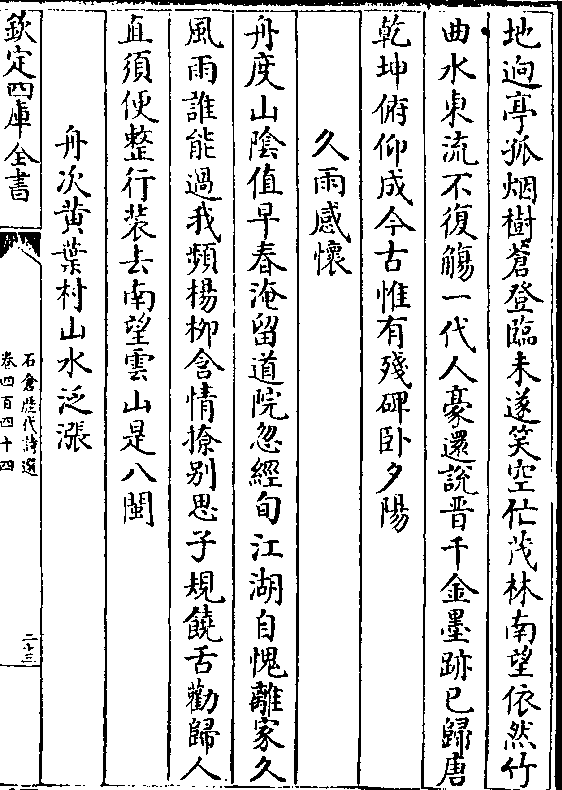 地逈亭孤烟樹蒼登臨未遂笑空忙茂林南望依然竹
曲水東流不復觴一代人豪還説晉千金墨跡已歸唐
乾坤俯仰成今古惟有殘碑卧夕陽
久雨感懷
舟度山陰值早春淹留道院忽經旬江湖自愧離家久
風雨誰能過我頻楊栁含情撩别思子規饒舌勸歸人
直須便整行装去南望雲山是八閩
舟次黄葉村山水泛漲
欽定四庫全書
石倉歴代詩選
卷四百四十四
二十三